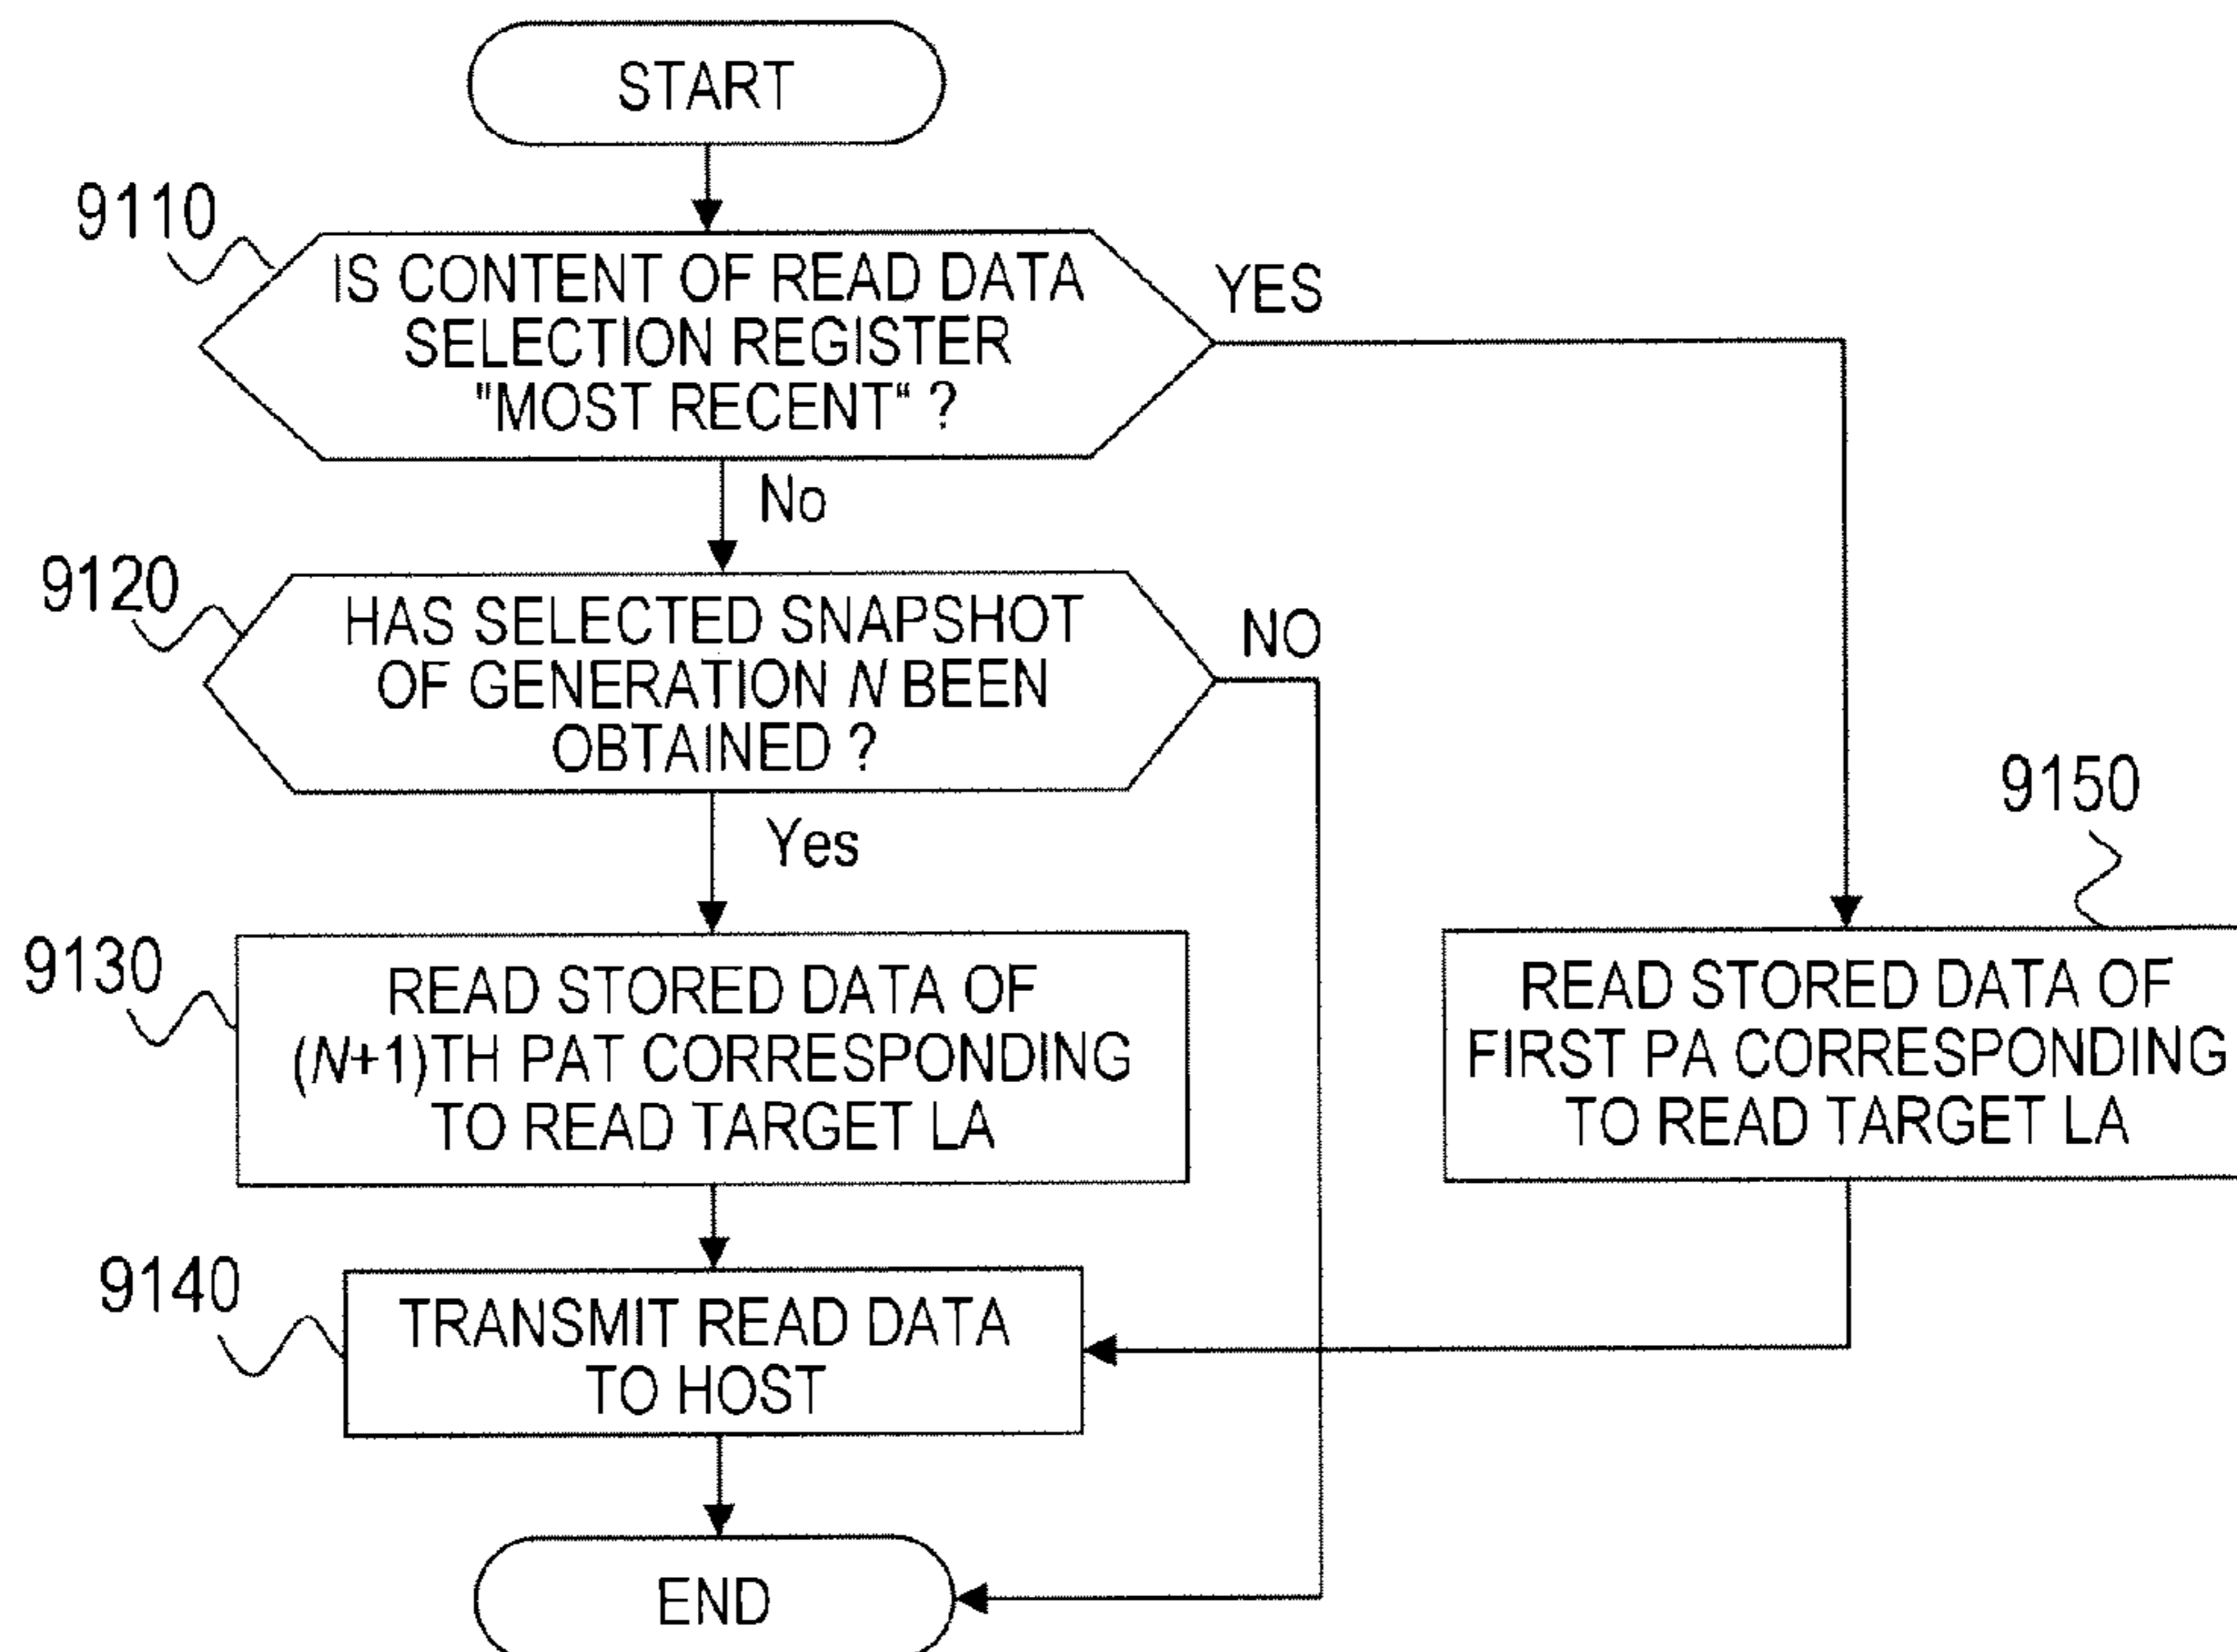 START
9110
IS CONTENT OF READ DATA
SELECTION REGISTER
"MOST RECENT“ ?
YES
No
9120
HAS SELECTED SNAPSHOT
OF GENERATION N BEEN
OBTAINED ?
NO
Yes
9130
READ STORED DATA OF
(N+1)TH PAT CORRESPONDING
TO READ TARGET LA
9150
READ STORED DATA OF
FIRST PA CORRESPONDING
TO READ TARGET LA
9140
TRANSMIT READ DATA
TO HOST
END